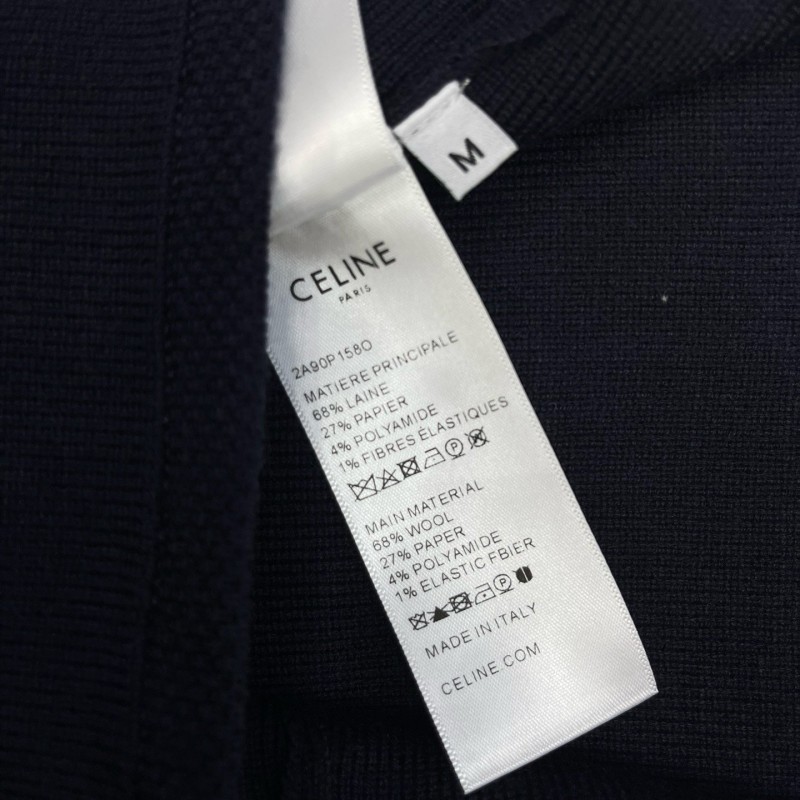 M
CELINE
PARIS
2A90P158O
MATIERE PRINCIPALE
68% LAINE
27% PAPIER
4% POLYAMIDE
1% FIBRES ÉLASTIQUES
MAIN MATERIAL
68% WOOL
27% PAPER
4% POLYAMIDE
1% ELASTIC FBIER
MADE IN ITALY
CELINE.COM